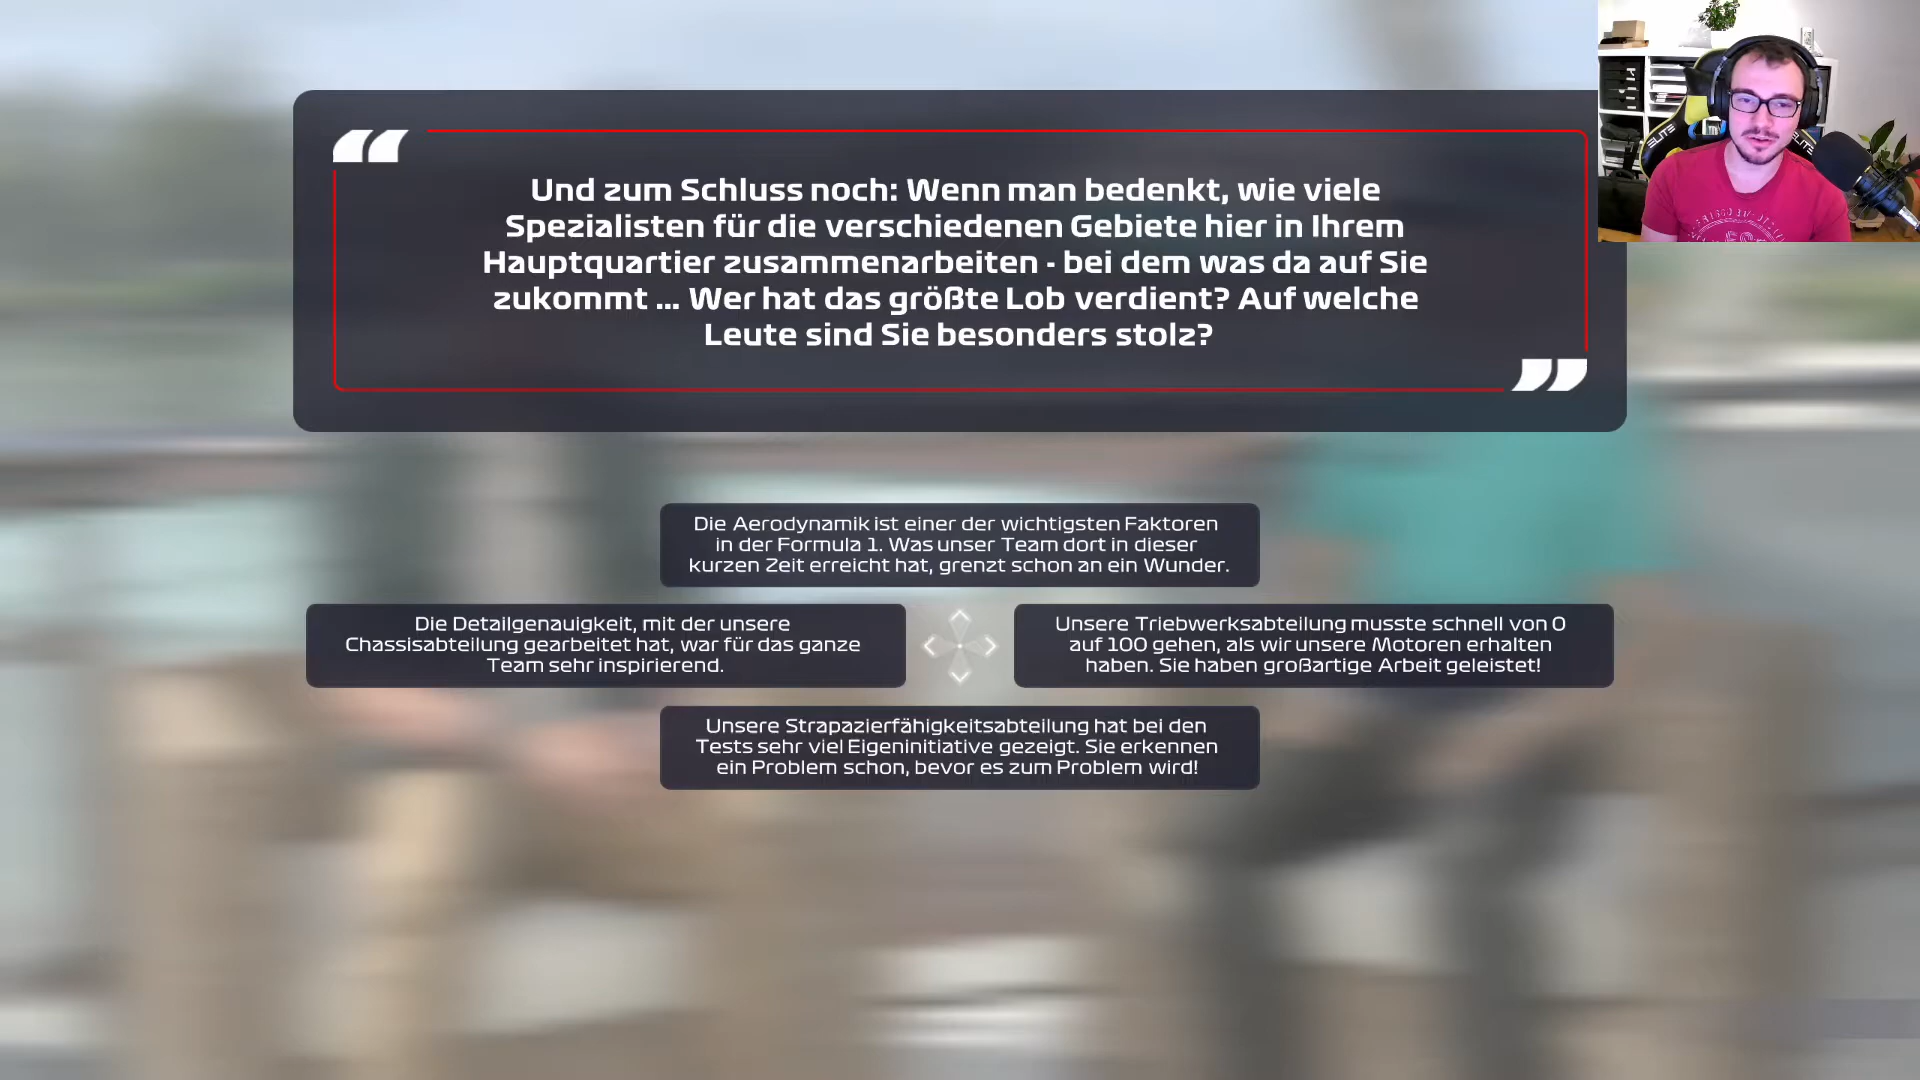 Und zum Schluss noch: Wenn man bedenkt, wie viele
Spezialisten für die verschiedenen Gebiete hier in Ihrem
Hauptquartier zusammenarbeiten - bei dem was da auf Sie
zukommt ... Wer hat das größte Lob verdient? Auf welche
Leute sind Sie besonders stolz?
Die Aerodynamik ist einer der wichtigsten Faktoren
in der Formula 1. Was unser Team dort in dieser
kurzen Zeit erreicht hat, grenzt schon an ein Wunder.
Die Detailgenauigkeit, mit der unsere
Chassisabteilung gearbeitet hat, war für das ganze
Team sehr inspirierend.
Unsere Triebwerksabteilung musste schnell von 0
auf 100 gehen, als wir unsere Motoren erhalten
haben. Sie haben großartige Arbeit geleistet!
Unsere Strapazierfähigkeitsabteilung hat bei den
Tests sehr viel Eigeninitiative gezeigt. Sie erkennen
ein Problem schon, bevor es zum Problem wird!
ELITE